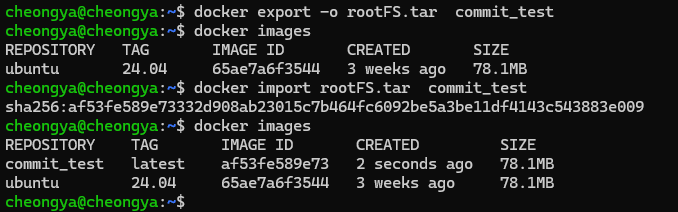 cheongya@cheongya:~$ docker export -o rootFS.tar  commit_test
cheongya@cheongya:~$ docker images
REPOSITORY   TAG       IMAGE ID       CREATED       SIZE
ubuntu       24.04     65ae7a6f3544   3 weeks ago   78.1MB
cheongya@cheongya:~$ docker import rootFS.tar  commit_test
sha256:af53fe589e73332d908ab23015c7b464fc6092be5a3be11df4143c543883e009
cheongya@cheongya:~$ docker images
REPOSITORY    TAG       IMAGE ID       CREATED         SIZE
commit_test   latest    af53fe589e73   2 seconds ago   78.1MB
ubuntu        24.04     65ae7a6f3544   3 weeks ago     78.1MB
cheongya@cheongya:~$